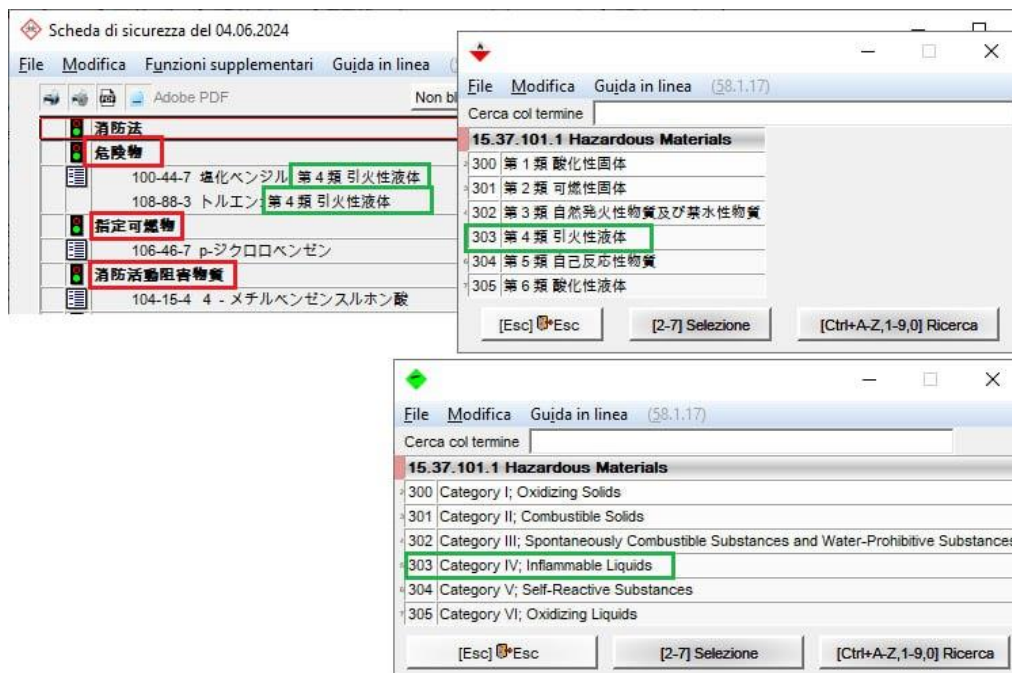 Scheda di sicurezza del 04.06.2024
File Modifica Funzioni supplementari Guida in linea
Adobe PDF Non bl
消防法
危険物
100-44-7 塩化ベンジル 第4類 引火性液体
108-88-3 トルエン 第4類 引火性液体
指定可燃物
106-46-7 p-ジクロロベンゼン
消防活動阻害物質
104-15-4 4 - メチルベンゼンスルホン酸
File Modifica Guida in linea (58.1.17)
Cerca col termine
15.37.101.1 Hazardous Materials
300 第1類 酸化性固体
301 第2類 可燃性固体
302 第3類 自然発火性物質及び禁水性物質
303 第4類 引火性液体
304 第5類 自己反応性物質
305 第6類 酸化性液体
[Esc] Esc [2-7] Selezione [Ctrl+A-Z,1-9,0] Ricerca
File Modifica Guida in linea (58.1.17)
Cerca col termine
15.37.101.1 Hazardous Materials
300 Category I; Oxidizing Solids
301 Category II; Combustible Solids
302 Category III; Spontaneously Combustible Substances and Water-Prohibitive Substances
303 Category IV; Inflammable Liquids
304 Category V; Self-Reactive Substances
305 Category VI; Oxidizing Liquids
[Esc] Esc [2-7] Selezione [Ctrl+A-Z,1-9,0] Ricerca